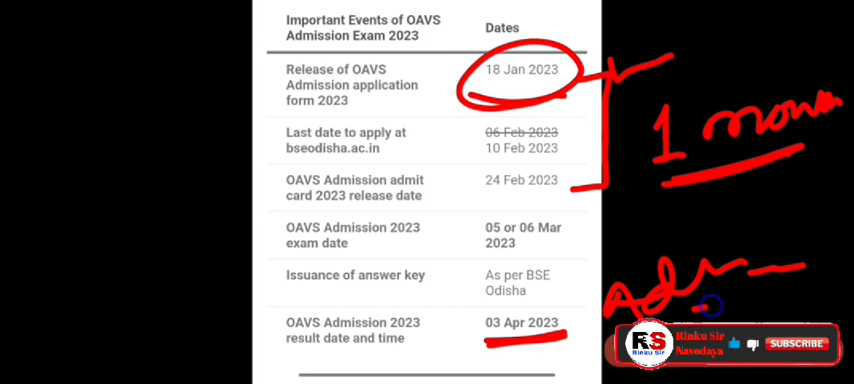 Important Events of OAVS
Admission Exam 2023
Dates
Release of OAVS
Admission application
form 2023
18 Jan 2023
Last date to apply at
bseodisha.ac.in
06 Feb 2023
10 Feb 2023
OAVS Admission admit
card 2023 release date
24 Feb 2023
OAVS Admission 2023
exam date
05 or 06 Mar
2023
Issuance of answer key
As per BSE
Odisha
OAVS Admission 2023
result date and time
03 Apr 2023
1 month
RS
Rinku Sir
Rinku Sir
Navodaya
SUBSCRIBE